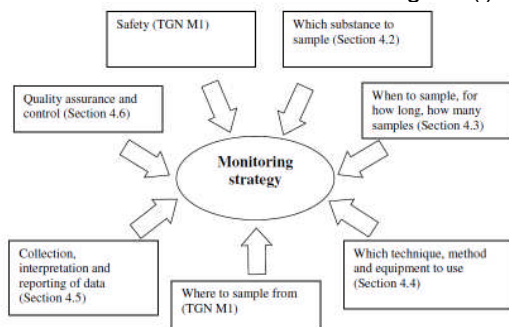 Safety (TGN M1)
Which substance to
sample (Section 4.2)
Quality assurance and
control (Section 4.6)
When to sample, for
how long, how many
samples (Section 4.3)
Monitoring
strategy
Collection,
interpretation and
reporting of data
(Section 4.5)
Where to sample from
(TGN M1)
Which technique, method
and equipment to use
(Section 4.4)